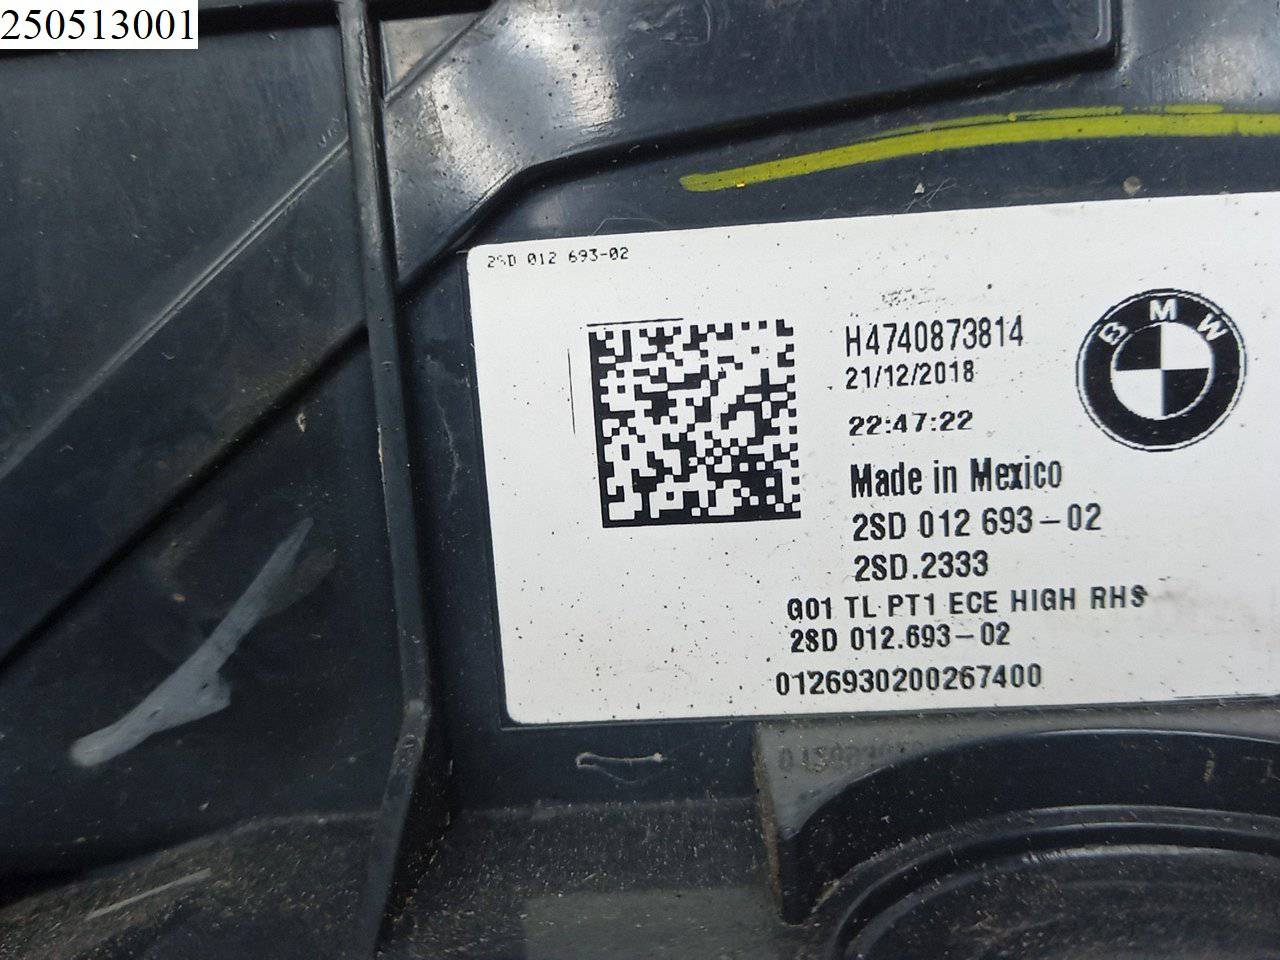 250513001
2SD 012 693-02
H4740873814
21/12/2018
22:47:22
BMW
Made in Mexico
2SD 012 693-02
2SD.2333
G01 TL PT1 ECE HIGH RHS
2SD 012.693-02
0126930200267400